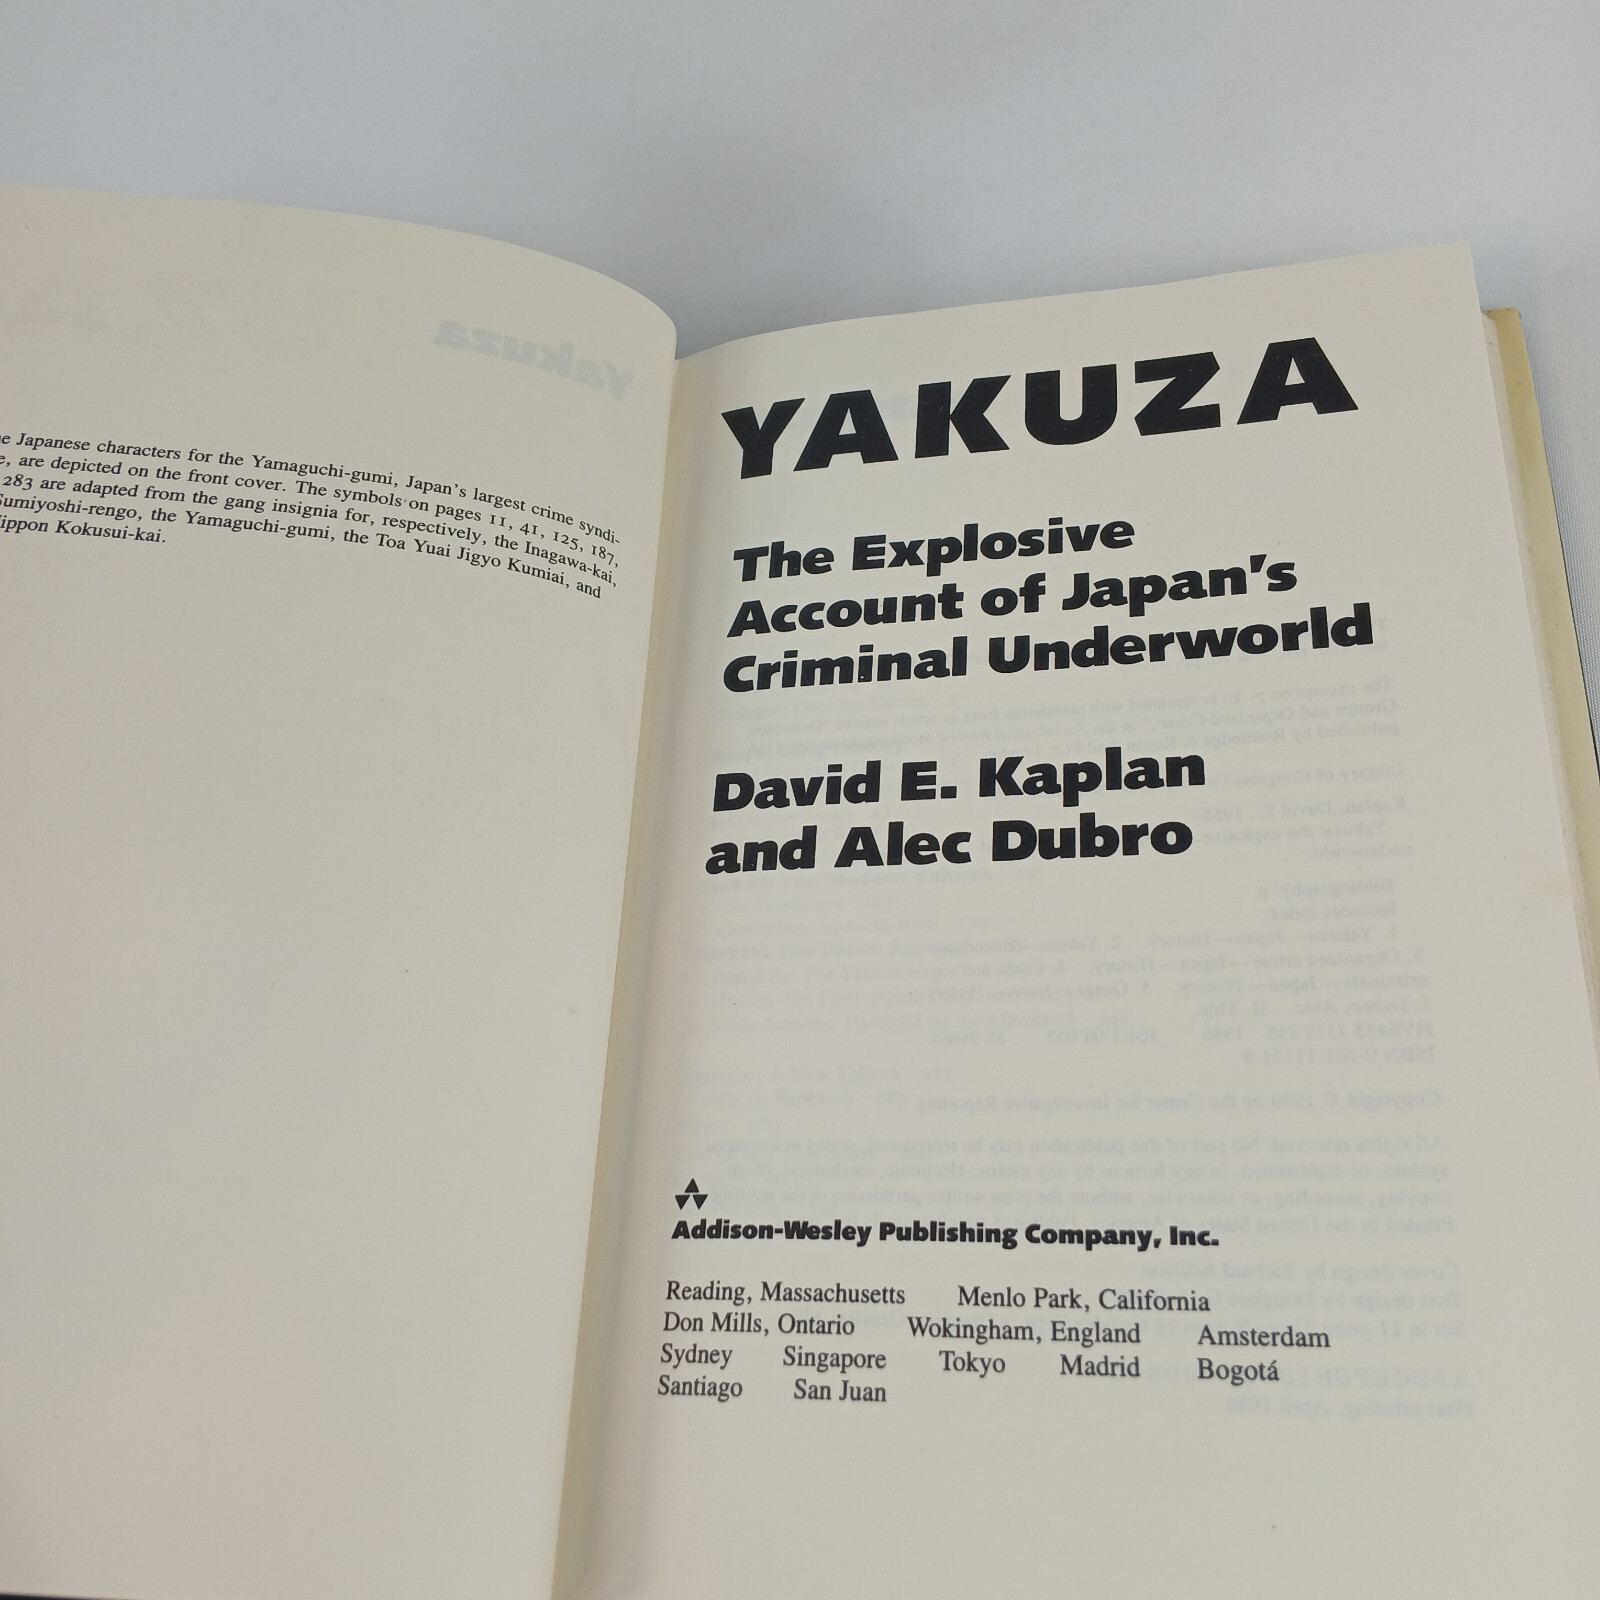 Yakuza
e Japanese characters for the Yamaguchi-gumi, Japan's largest crime syndi-
e, are depicted on the front cover. The symbols on pages 11, 41, 125, 187,
283 are adapted from the gang insignia for, respectively, the Inagawa-kai,
Sumiyoshi-rengo, the Yamaguchi-gumi, the Toa Yuai Jigyo Kumiai, and
ippon Kokusui-kai.
YAKUZA
The Explosive
Account of Japan's
Criminal Underworld
David E. Kaplan
and Alec Dubro
Addison-Wesley Publishing Company, Inc.
Reading, Massachusetts Menlo Park, California
Don Mills, Ontario Wokingham, England Amsterdam
Sydney Singapore Tokyo Madrid Bogotá
Santiago San Juan